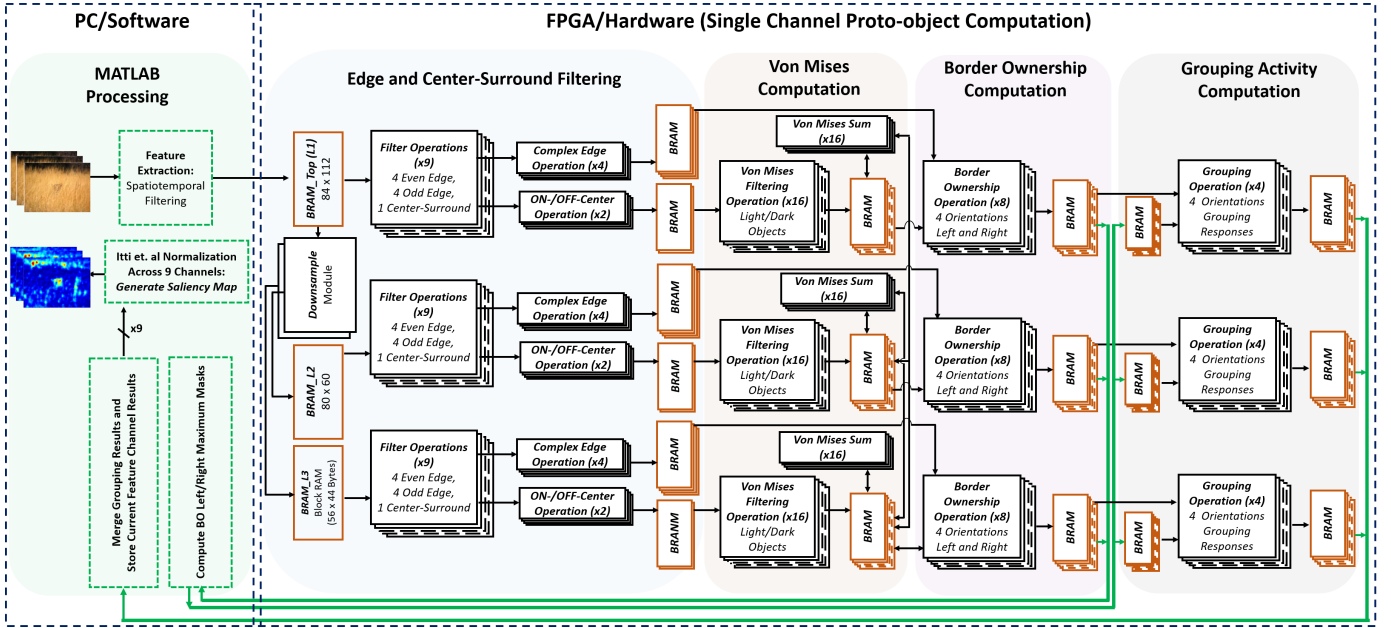 PC/Software
FPGA/Hardware (Single Channel Proto-object Computation)
MATLAB
Processing
Feature
Extraction:
Spatiotemporal
Filtering
Itti et. al Normalization
Across 9 Channels:
Generate Saliency Map
x9
Merge Grouping Results and
Store Current Feature Channel Results
Compute BO Left/Right Maximum Masks
Edge and Center-Surround Filtering
BRAM_Top (L1)
84 x 112
Downsample
Module
BRAM_L2
80 x 60
BRAM_L3
Block RAM
(56 x 44 Bytes)
Filter Operations
(x9)
4 Even Edge,
4 Odd Edge,
1 Center-Surround
Complex Edge
Operation (x4)
ON-/OFF-Center
Operation (x2)
BRAM
BRAM
Filter Operations
(x9)
4 Even Edge,
4 Odd Edge,
1 Center-Surround
Complex Edge
Operation (x4)
ON-/OFF-Center
Operation (x2)
BRAM
BRAM
Filter Operations
(x9)
4 Even Edge,
4 Odd Edge,
1 Center-Surround
Complex Edge
Operation (x4)
ON-/OFF-Center
Operation (x2)
BRAM
BRANM
Von Mises
Computation
Von Mises Sum
(x16)
Von Mises
Filtering
Operation (x16)
Light/Dark
Objects
BRAM
Von Mises Sum
(x16)
Von Mises
Filtering
Operation (x16)
Light/Dark
Objects
BRAM
Von Mises Sum
(x16)
Von Mises
Filtering
Operation (x16)
Light/Dark
Objects
BRAM
Border Ownership
Computation
Border
Ownership
Operation (x8)
4 Orientations
Left and Right
BRAM
Border
Ownership
Operation (x8)
4 Orientations
Left and Right
BRAM
Border
Ownership
Operation (x8)
4 Orientations
Left and Right
BRAM
Grouping Activity
Computation
BRAM
Grouping
Operation (x4)
4 Orientations
Grouping
Responses
BRAM
BRAM
Grouping
Operation (x4)
4 Orientations
Grouping
Responses
BRAM
BRAM
Grouping
Operation (x4)
4 Orientations
Grouping
Responses
BRAM